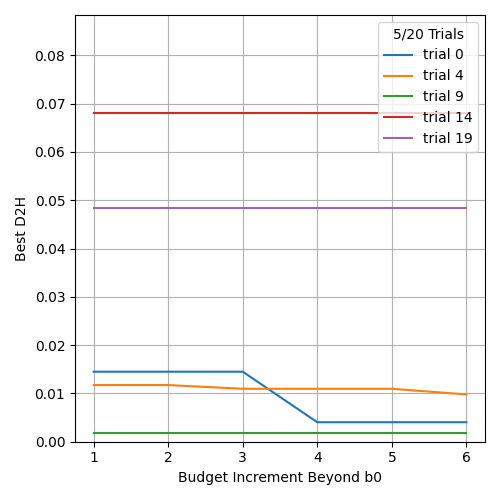 5/20 Trials
trial 0
trial 4
trial 9
trial 14
trial 19
Best D2H
0.08
0.07
0.06
0.05
0.04
0.03
0.02
0.01
0.00
1 2 3 4 5 6
Budget Increment Beyond b0